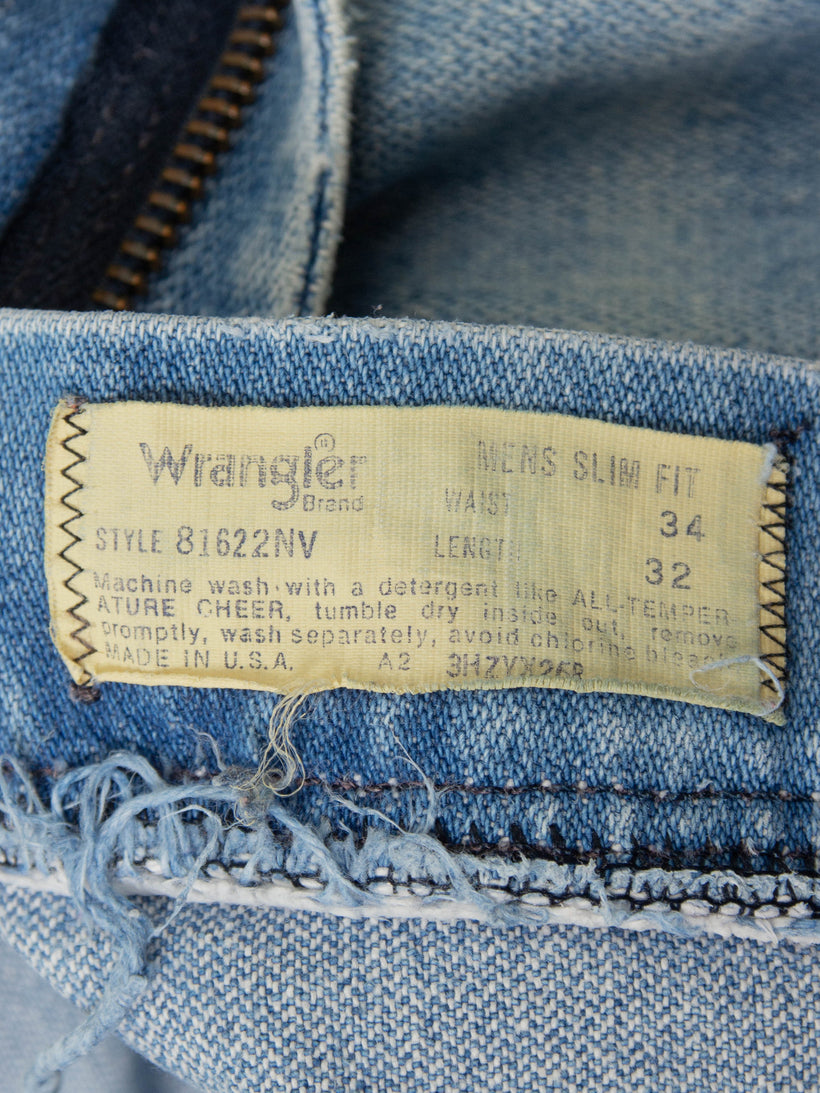 Wrangler® MENS SLIM FIT
Brand WAIST 34
STYLE 81622NV LENGTH 32
Machine wash with a detergent like ALL-TEMPER-
ATURE CHEER, tumble dry inside out, remove
promptly, wash separately, avoid chlorine bleach
MADE IN U.S.A. A2